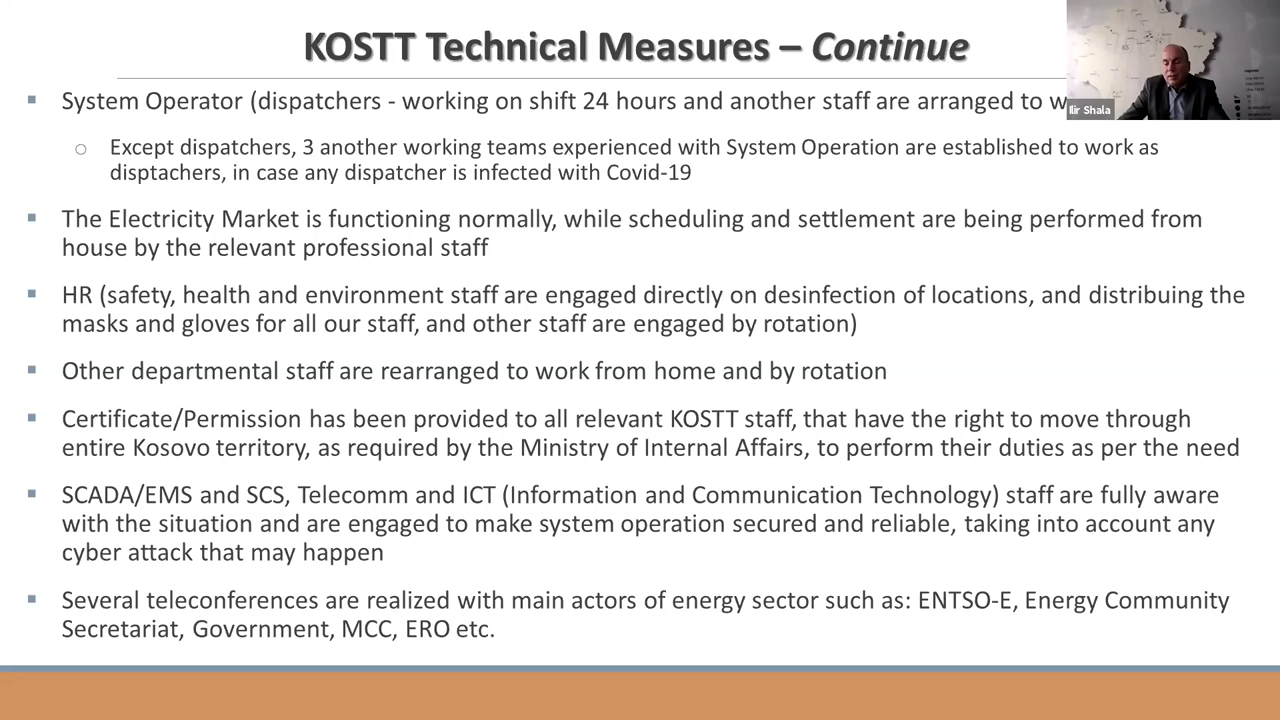 KOSTT Technical Measures – Continue
System Operator (dispatchers - working on shift 24 hours and another staff are arranged to
Ilir Shala
Except dispatchers, 3 another working teams experienced with System Operation are established to work as
disptachers, in case any dispatcher is infected with Covid-19
The Electricity Market is functioning normally, while scheduling and settlement are being performed from
house by the relevant professional staff
HR (safety, health and environment staff are engaged directly on desinfection of locations, and distribuing the
masks and gloves for all our staff, and other staff are engaged by rotation)
Other departmental staff are rearranged to work from home and by rotation
Certificate/Permission has been provided to all relevant KOSTT staff, that have the right to move through
entire Kosovo territory, as required by the Ministry of Internal Affairs, to perform their duties as per the need
SCADA/EMS and SCS, Telecomm and ICT (Information and Communication Technology) staff are fully aware
with the situation and are engaged to make system operation secured and reliable, taking into account any
cyber attack that may happen
Several teleconferences are realized with main actors of energy sector such as: ENTSO-E, Energy Community
Secretariat, Government, MCC, ERO etc.